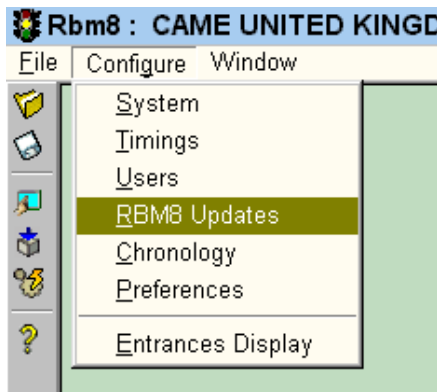 Rbm8 : CAME UNITED KINGD
File Configure Window
System
Timings
Users
RBM8 Updates
Chronology
Preferences
Entrances Display